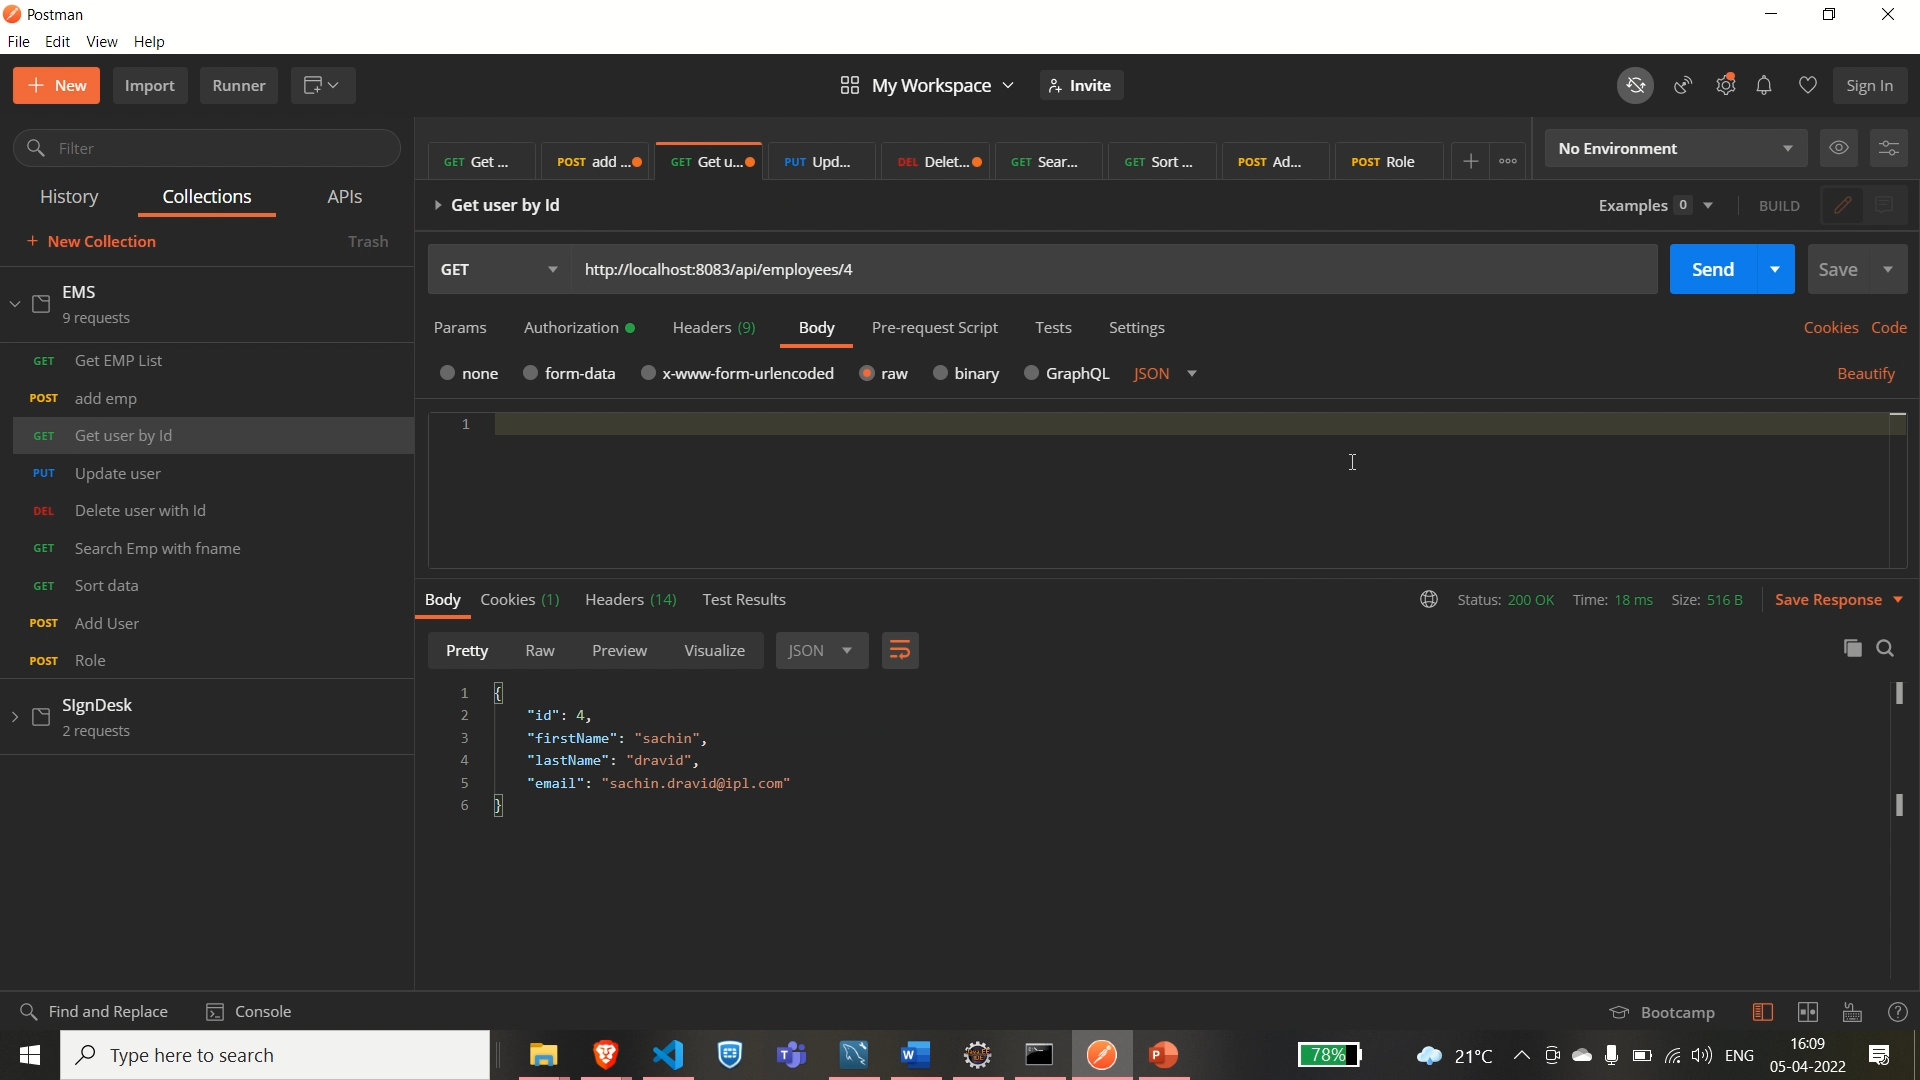 Postman
File Edit View Help
New Import Runner My Workspace Invite Sign In
Filter
History Collections APIs
+ New Collection Trash
EMS
9 requests
GET Get EMP List
POST add emp
GET Get user by Id
PUT Update user
DEL Delete user with Id
GET Search Emp with fname
GET Sort data
POST Add User
POST Role
SIgnDesk
2 requests
GET Get ... POST add ... GET Get u... PUT Upd... DEL Delet... GET Sear... GET Sort ... POST Ad... POST Role
No Environment
Get user by Id Examples 0 BUILD
GET http://localhost:8083/api/employees/4 Send Save
Params Authorization Headers (9) Body Pre-request Script Tests Settings Cookies Code
none form-data x-www-form-urlencoded raw binary GraphQL JSON Beautify
1
Body Cookies (1) Headers (14) Test Results Status: 200 OK Time: 18 ms Size: 516 B Save Response
Pretty Raw Preview Visualize JSON
1 {
2 "id": 4,
3 "firstName": "sachin",
4 "lastName": "dravid",
5 "email": "sachin.dravid@ipl.com"
6 }
Find and Replace Console Bootcamp
Type here to search 78% 21°C ENG 16:09
05-04-2022